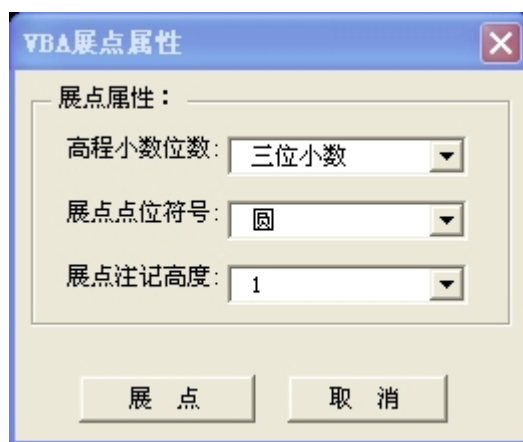 VBA展点属性
展点属性：
高程小数位数: 三位小数
展点点位符号: 圆
展点注记高度: 1
展 点 取 消